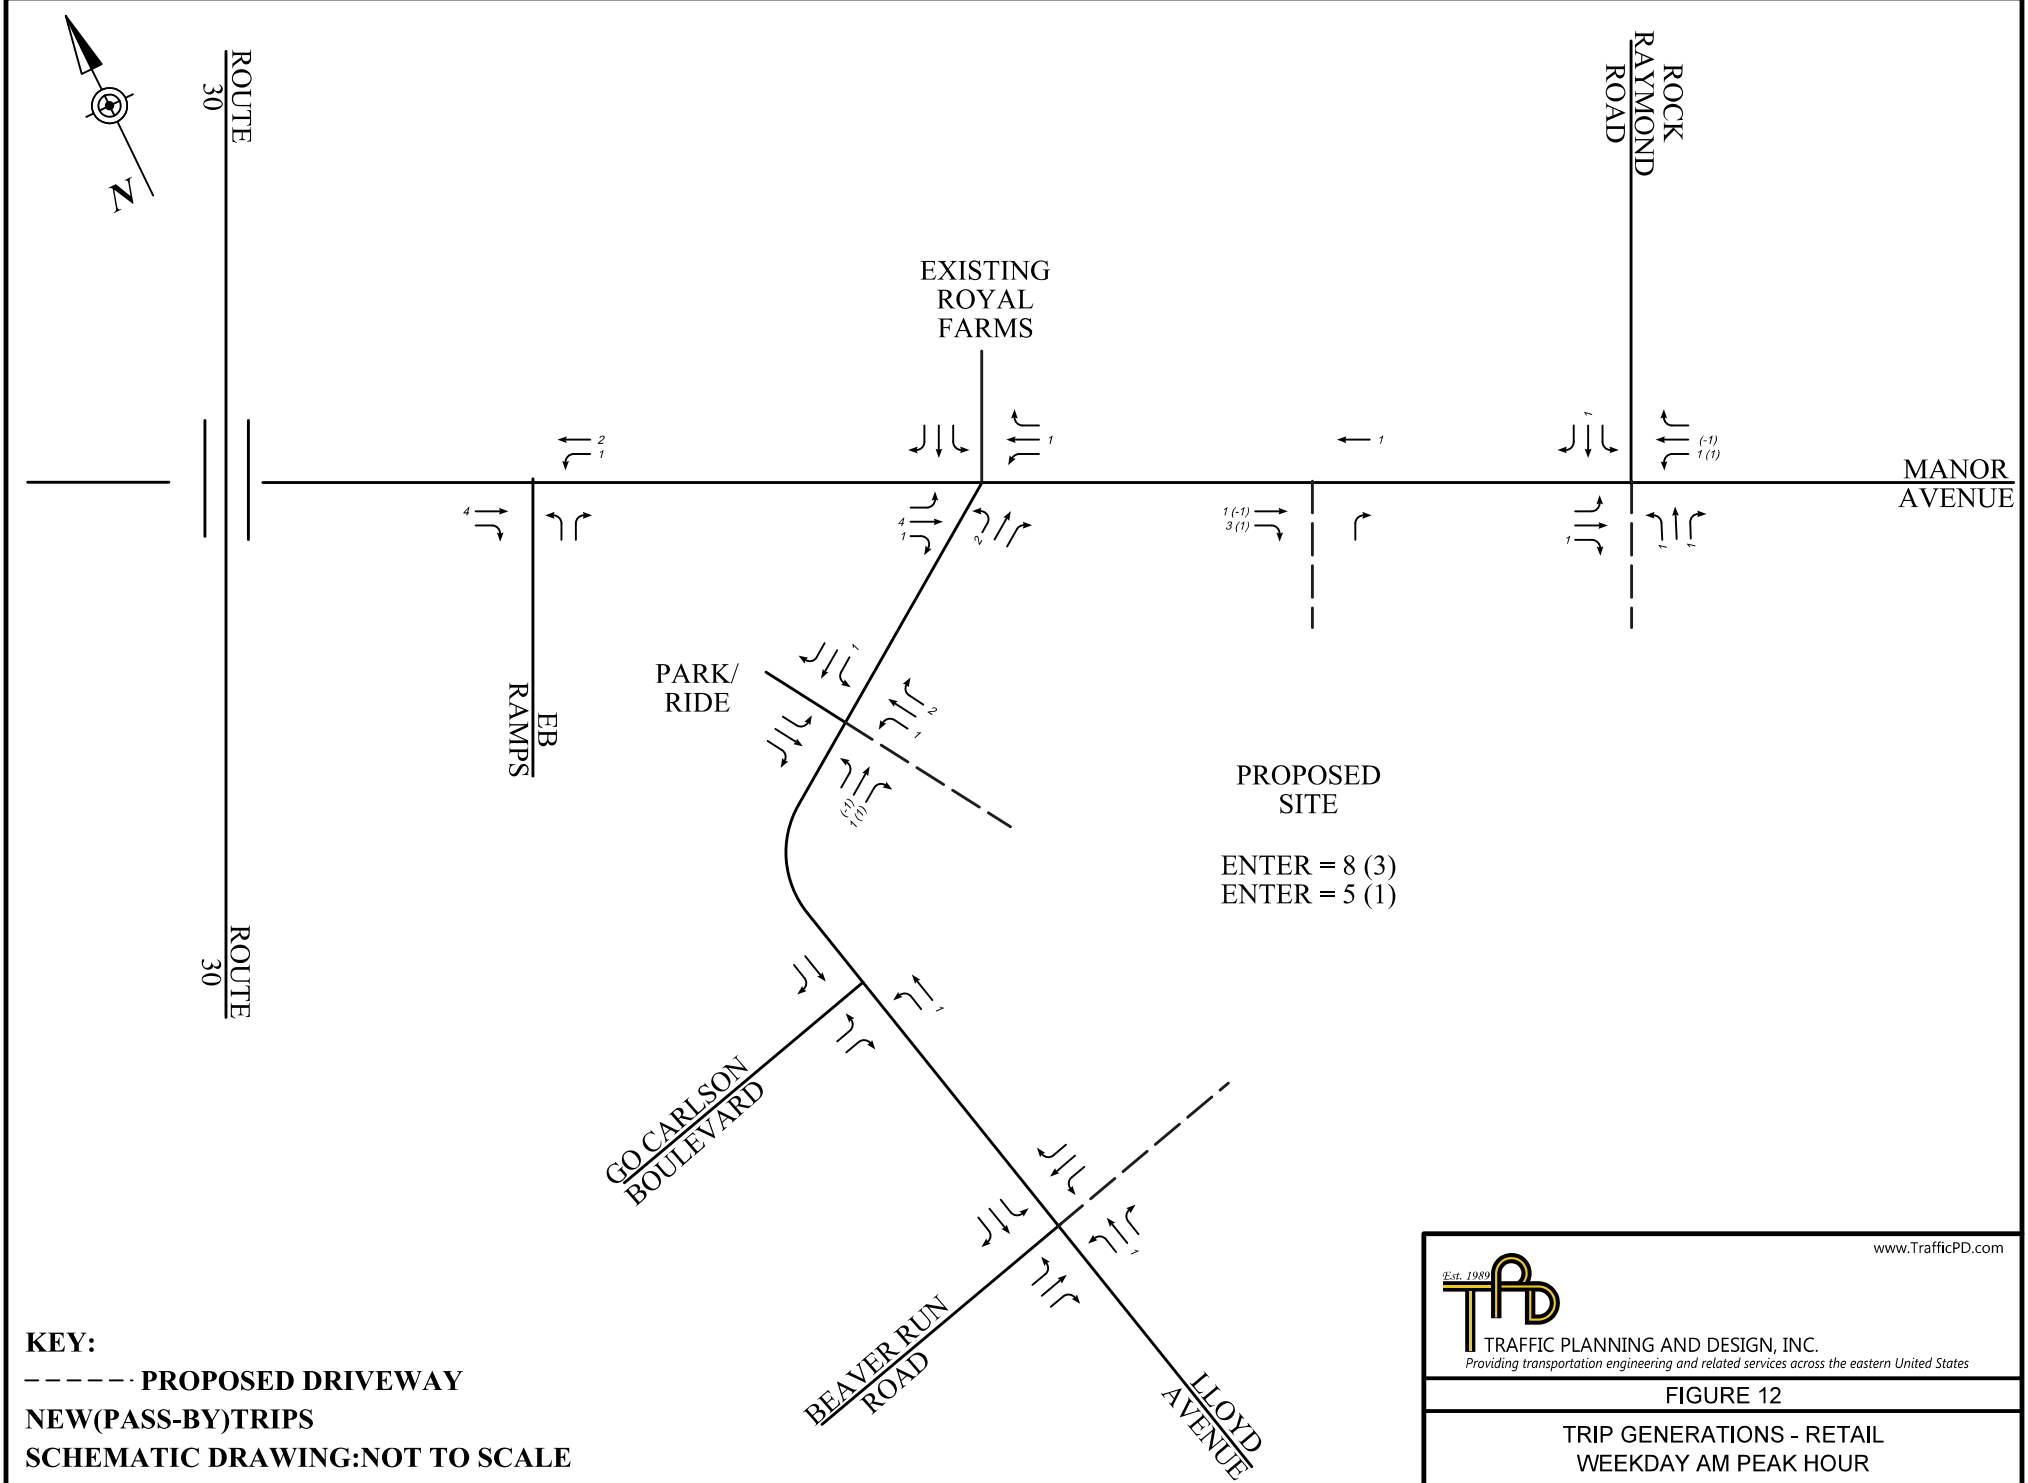 N
ROUTE
30
ROCK
RAYMOND
ROAD
EXISTING
ROYAL
FARMS
2
1
1
1
1
(-1)
1 (1)
MANOR
AVENUE
4
4
1
2
1 (-1)
3 (1)
1
1
1
EB
RAMPS
PARK/
RIDE
1
2
1
(-1)
1 (1)
PROPOSED
SITE
ENTER = 8 (3)
ENTER = 5 (1)
ROUTE
30
1
GO CARLSON
BOULEVARD
1
BEAVER RUN
ROAD
LLOYD
AVENUE
KEY:
PROPOSED DRIVEWAY
NEW(PASS-BY)TRIPS
SCHEMATIC DRAWING:NOT TO SCALE
www.TrafficPD.com
Est. 1989
TPD
TRAFFIC PLANNING AND DESIGN, INC.
Providing transportation engineering and related services across the eastern United States
FIGURE 12
TRIP GENERATIONS - RETAIL
WEEKDAY AM PEAK HOUR